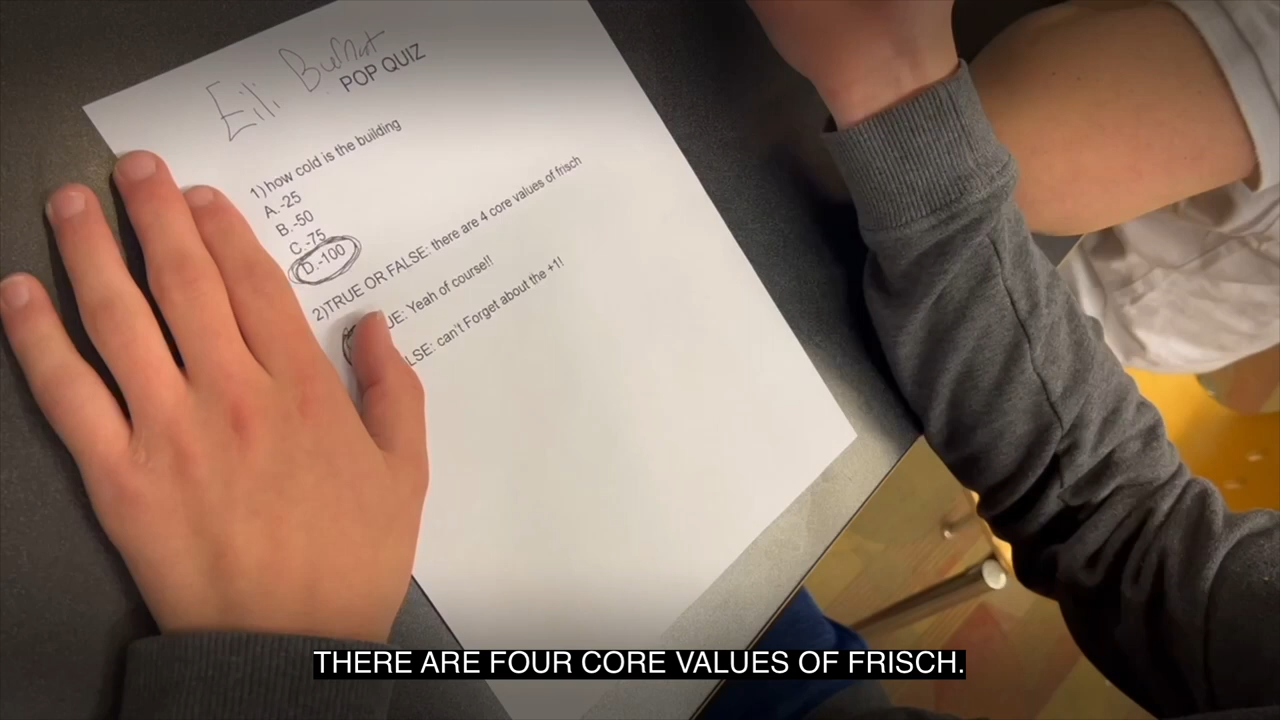 Eili
POP QUIZ
1) how cold is the building
A.-25
B.-50
C.-75
D.-100
2)TRUE OR FALSE: there are 4 core values of frisch
UE: Yeah of course!!
LSE: can't Forget about the +1!
THERE ARE FOUR CORE VALUES OF FRISCH.